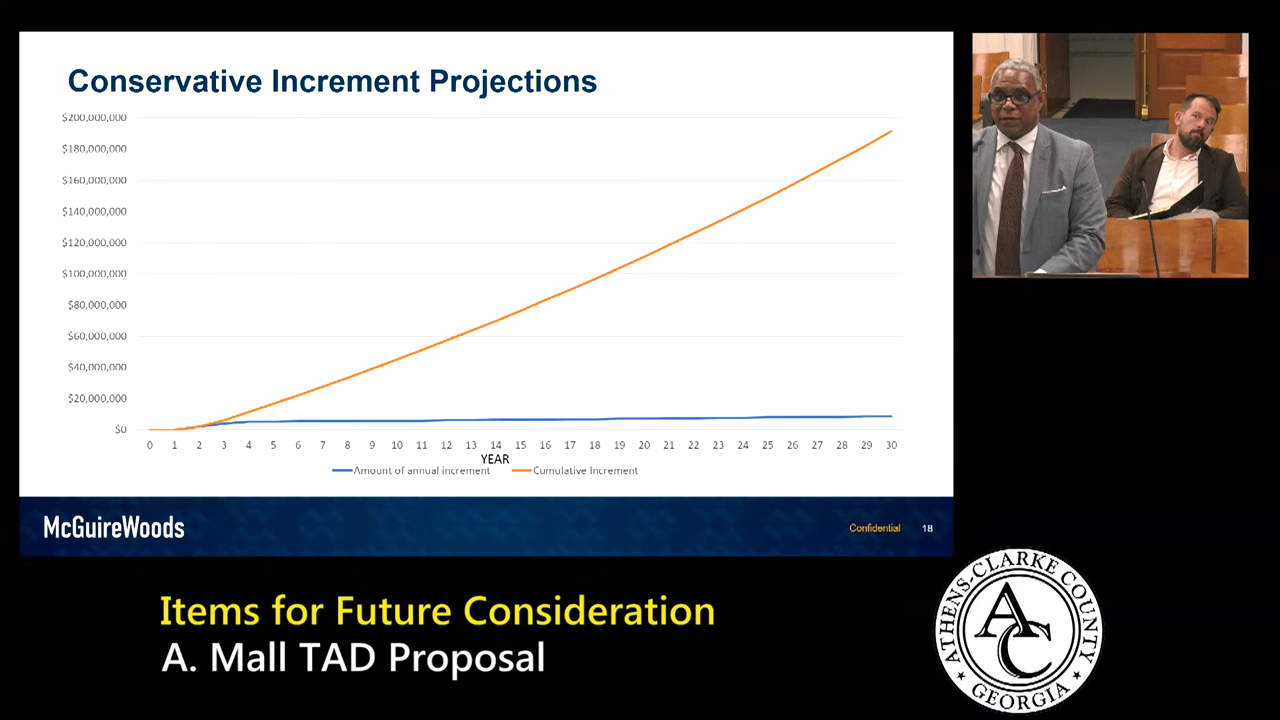 Conservative Increment Projections
$200,000,000
$180,000,000
$160,000,000
$140,000,000
$120,000,000
$100,000,000
$80,000,000
$60,000,000
$40,000,000
$20,000,000
$0
0 1 2 3 4 5 6 7 8 9 10 11 12 13 14 15 16 17 18 19 20 21 22 23 24 25 26 27 28 29 30
YEAR
Amount of annual increment Cumulative Increment
McGuireWoods
Confidential 18
Items for Future Consideration
A. Mall TAD Proposal
ATHENS-CLARKE COUNTY
AC
GEORGIA